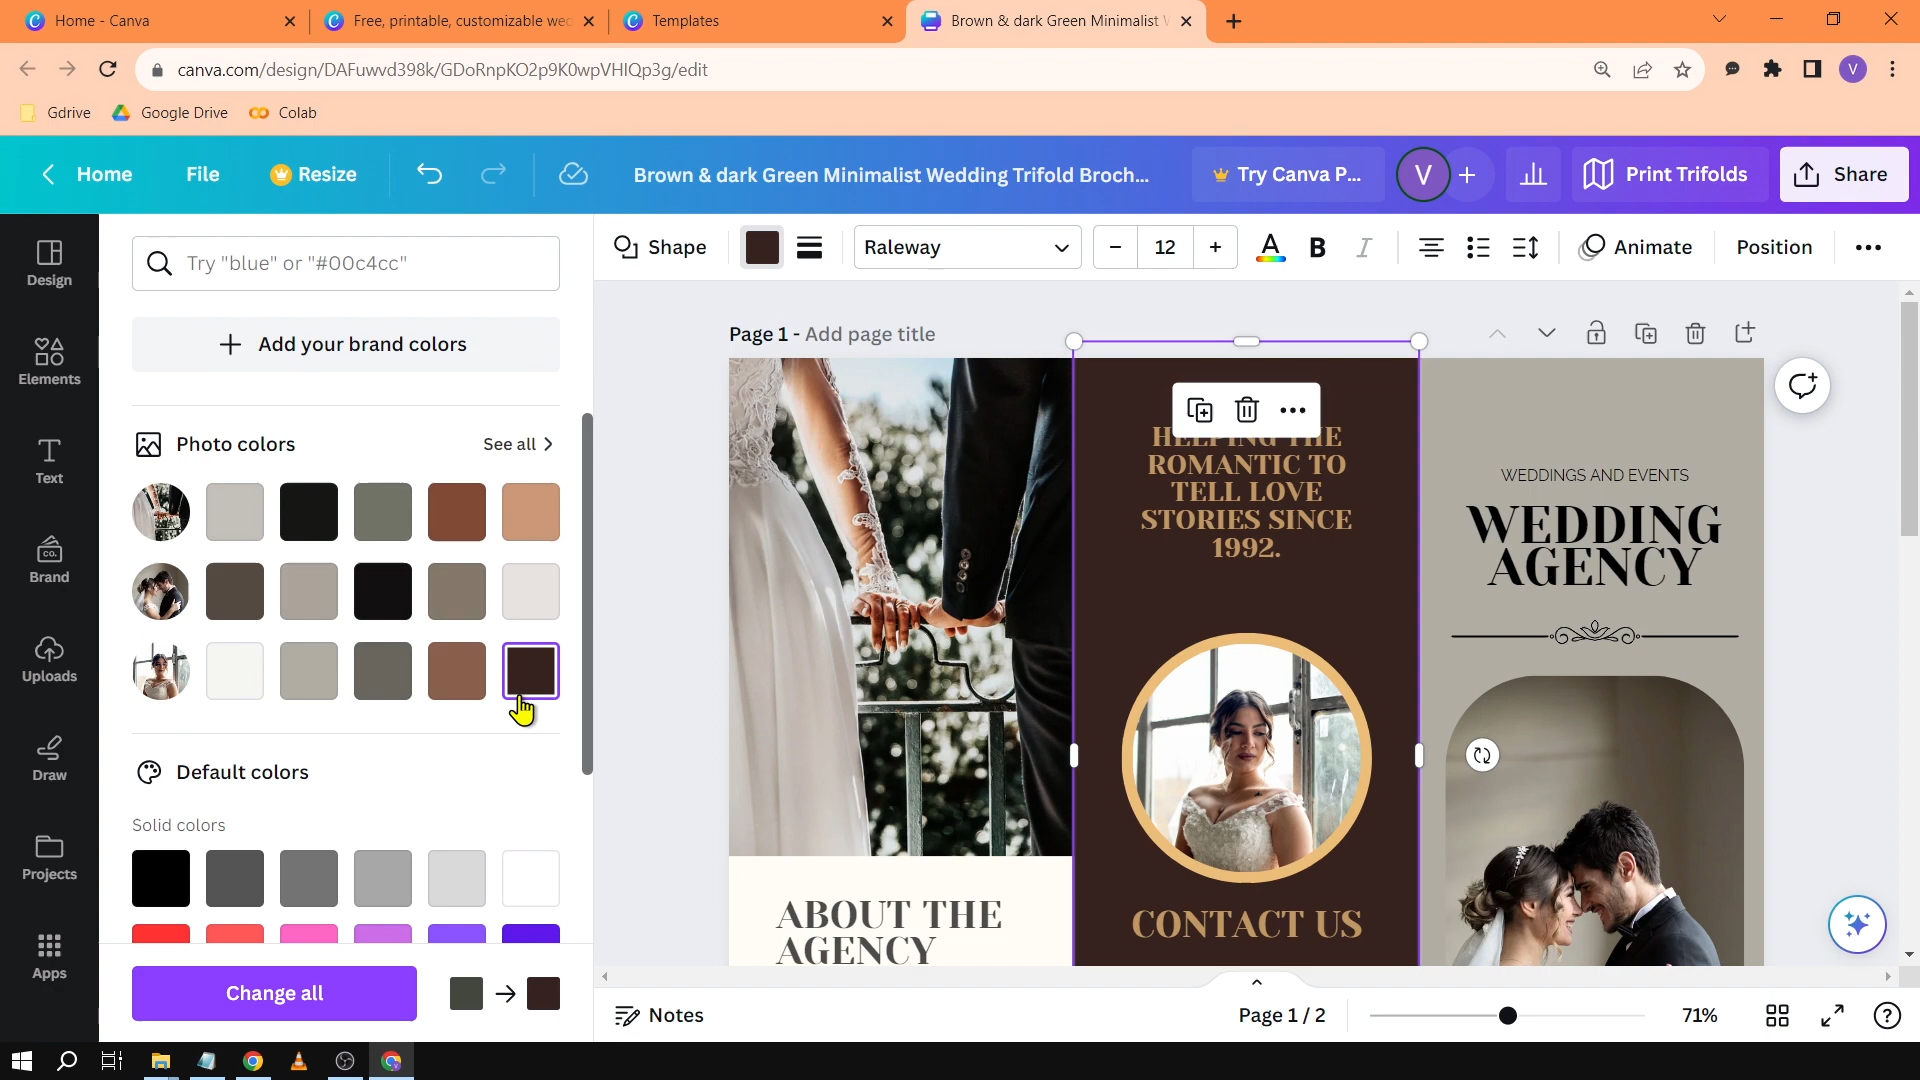 Home - Canva
Free, printable, customizable wed
Templates
Brown & dark Green Minimalist W
canva.com/design/DAFuwvd398k/GDoRnpKO2p9K0wpVHIQp3g/edit
V
Gdrive
Google Drive
Colab
Home
File
Resize
Brown & dark Green Minimalist Wedding Trifold Broch...
Try Canva P...
V
Print Trifolds
Share
Design
Elements
Text
Brand
CO.
Uploads
Draw
Projects
Apps
Try "blue" or "#00c4cc"
Add your brand colors
Photo colors
See all
Default colors
Solid colors
Change all
Shape
Raleway
12
A
B
I
Animate
Position
Page 1 - Add page title
ABOUT THE
AGENCY
HELPING THE
ROMANTIC TO
TELL LOVE
STORIES SINCE
1992.
CONTACT US
WEDDINGS AND EVENTS
WEDDING
AGENCY
Notes
Page 1 / 2
71%